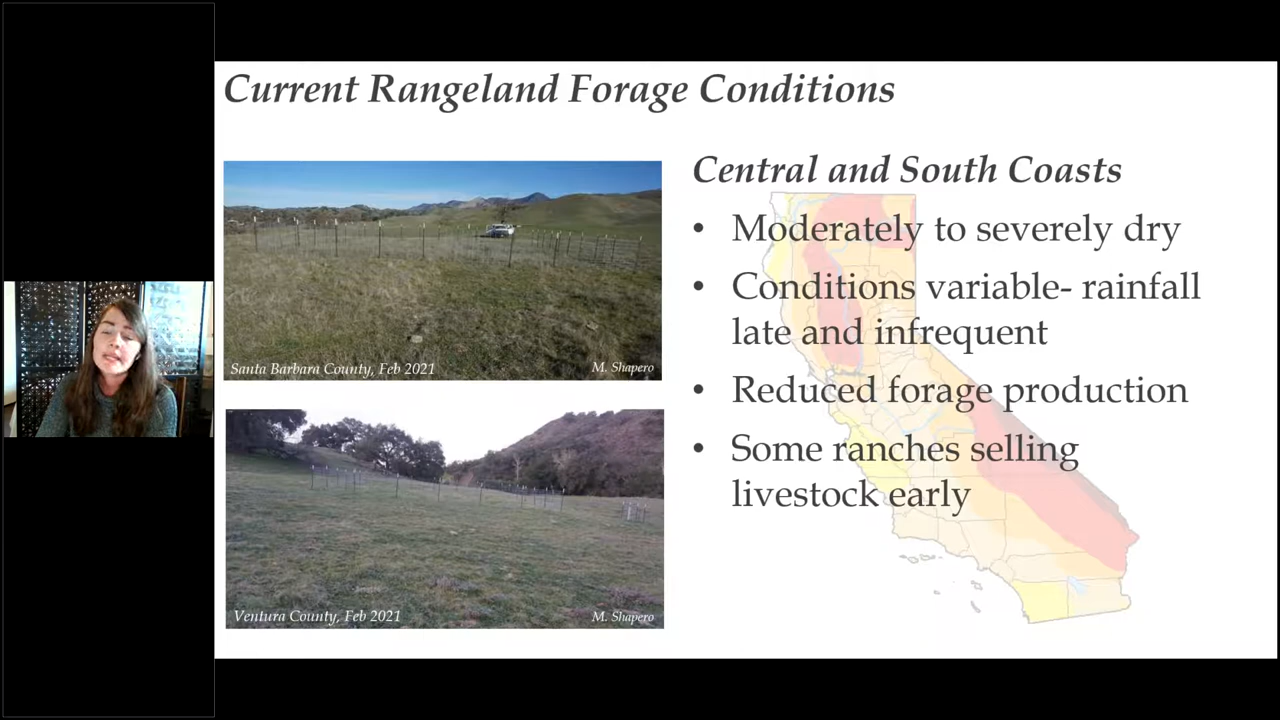 Current Rangeland Forage Conditions
Santa Barbara County, Feb 2021
M. Shapero
Ventura County, Feb 2021
M. Shapero
Central and South Coasts
• Moderately to severely dry
• Conditions variable- rainfall
late and infrequent
• Reduced forage production
• Some ranches selling
livestock early